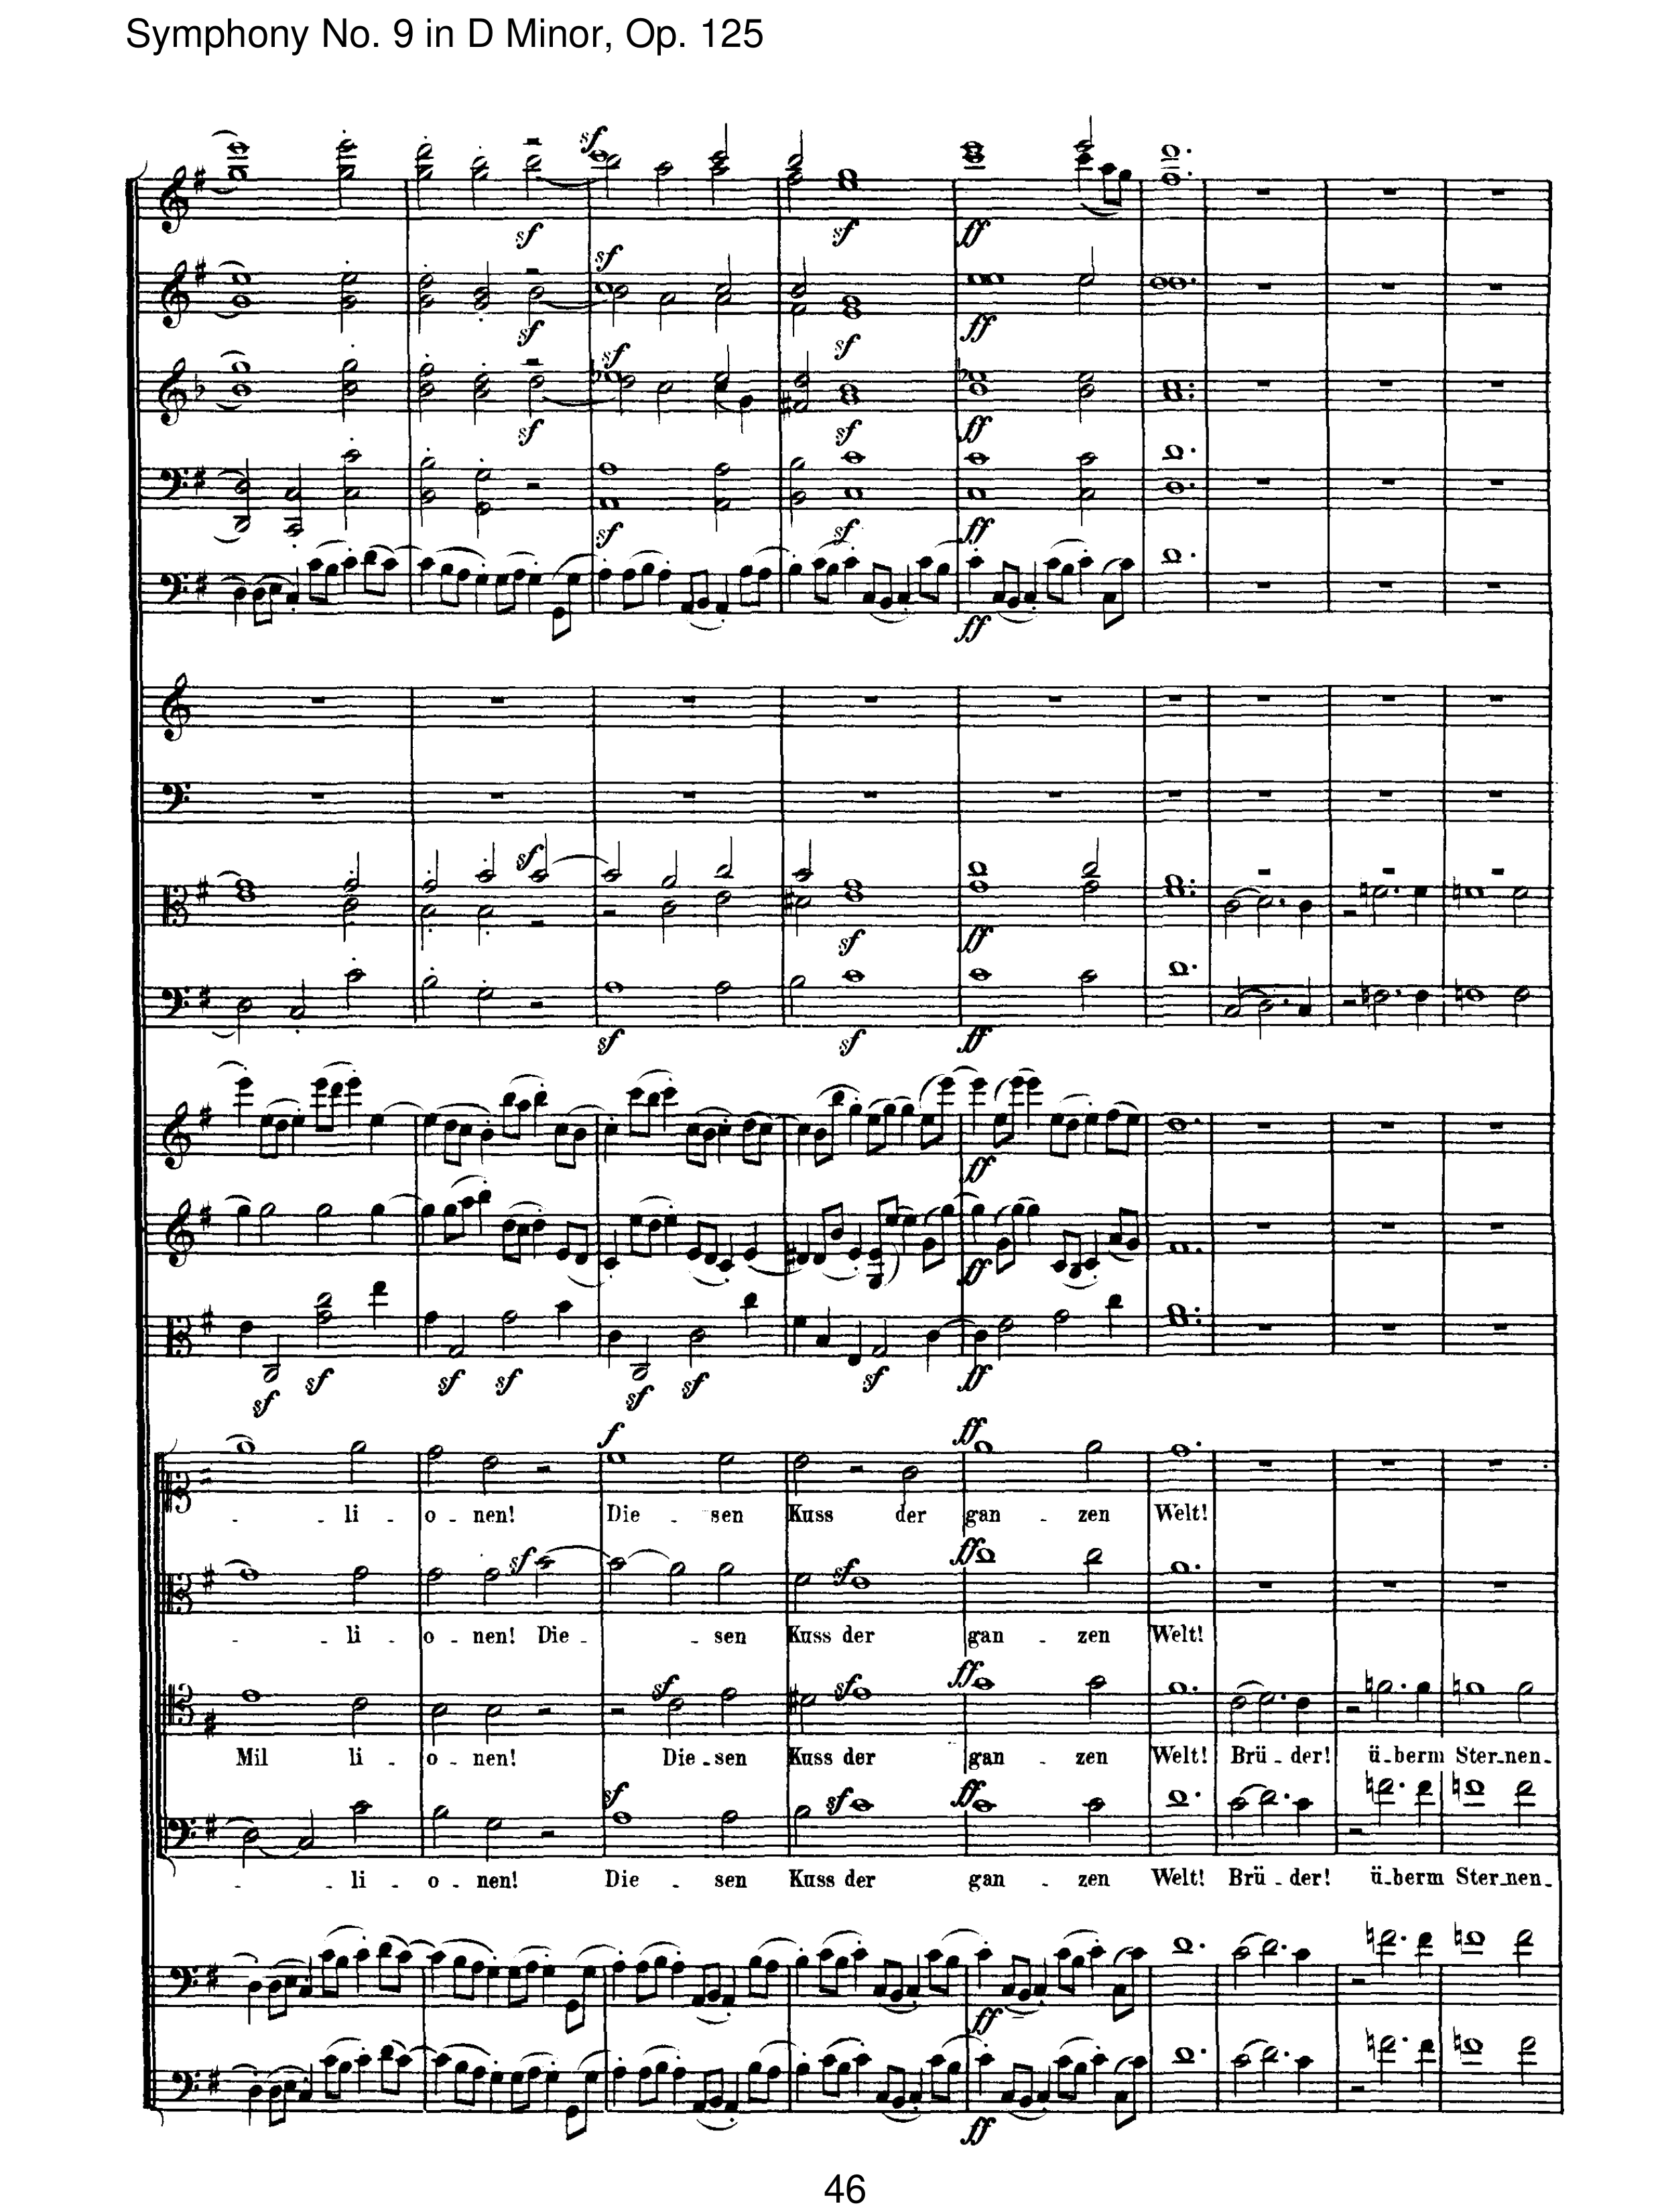 Symphony No. 9 in D Minor, Op. 125
sf
sf
sf
ff
sf
sf
sf
ff
sf
sf
sf
ff
sf
sf
ff
ff
sf
sf
ff
sf
sf
ff
ff
ff
sf sf sf sf sf sf sf ff
f ff
- - li - o - nen! Die - sen Kuss der gan - zen Welt!
sf sf ff
- - li - o - nen! Die - - sen Kuss der gan - zen Welt!
sf sf ff
Mil li - o - nen! Die - sen Kuss der gan - zen Welt! Brü - der! ü - berm Ster - nen -
sf sf ff
- - li - o - nen! Die - sen Kuss der gan - zen Welt! Brü - der! ü - berm Ster - nen -
ff
ff
46